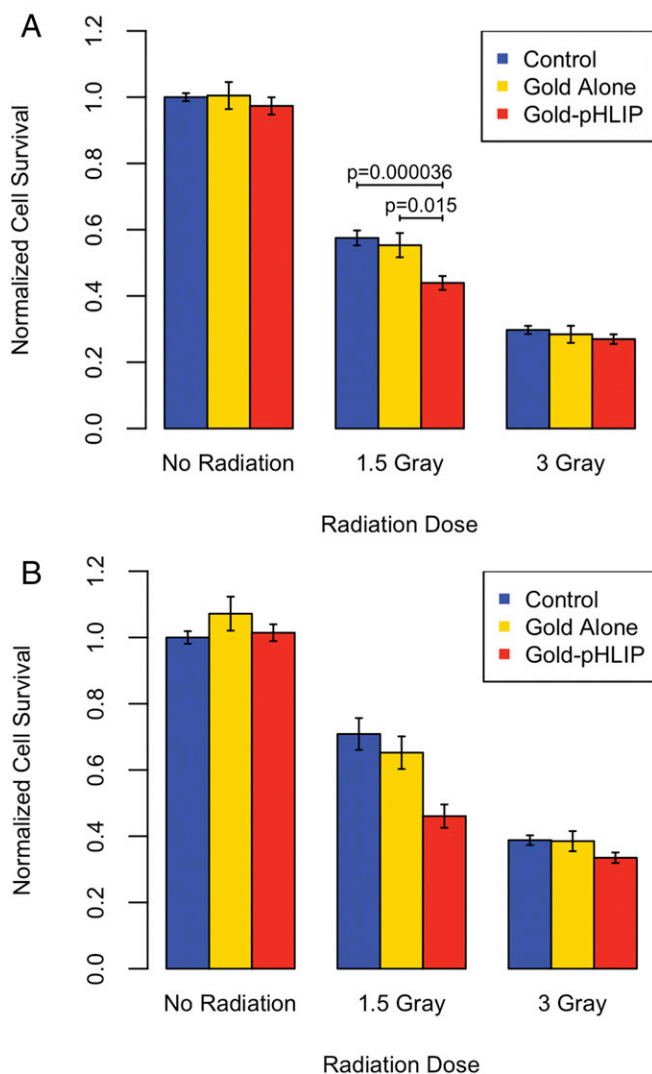 A
Normalized Cell Survival
1.2
1.0
0.8
0.6
0.4
0.2
0.0
Control
Gold Alone
Gold-pHLIP
p=0.000036
p=0.015
No Radiation 1.5 Gray 3 Gray
Radiation Dose
B
Normalized Cell Survival
1.2
1.0
0.8
0.6
0.4
0.2
0.0
Control
Gold Alone
Gold-pHLIP
No Radiation 1.5 Gray 3 Gray
Radiation Dose